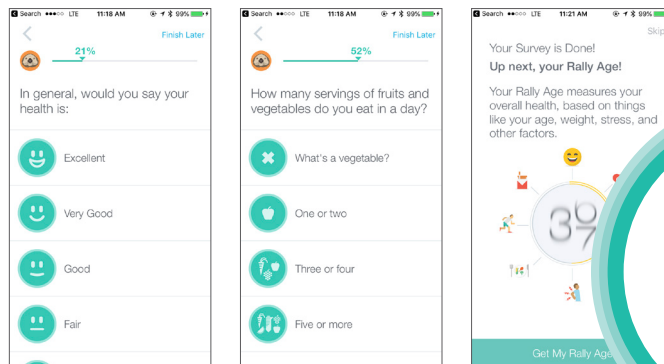 Search LTE 11:18 AM 99%
Finish Later
21%
In general, would you say your
health is:
Excellent
Very Good
Good
Fair
Search LTE 11:18 AM 99%
Finish Later
52%
How many servings of fruits and
vegetables do you eat in a day?
What's a vegetable?
One or two
Three or four
Five or more
Search LTE 11:21 AM 99%
Skip
Your Survey is Done!
Up next, your Rally Age!
Your Rally Age measures your
overall health, based on things
like your age, weight, stress, and
other factors.
Get My Rally Age